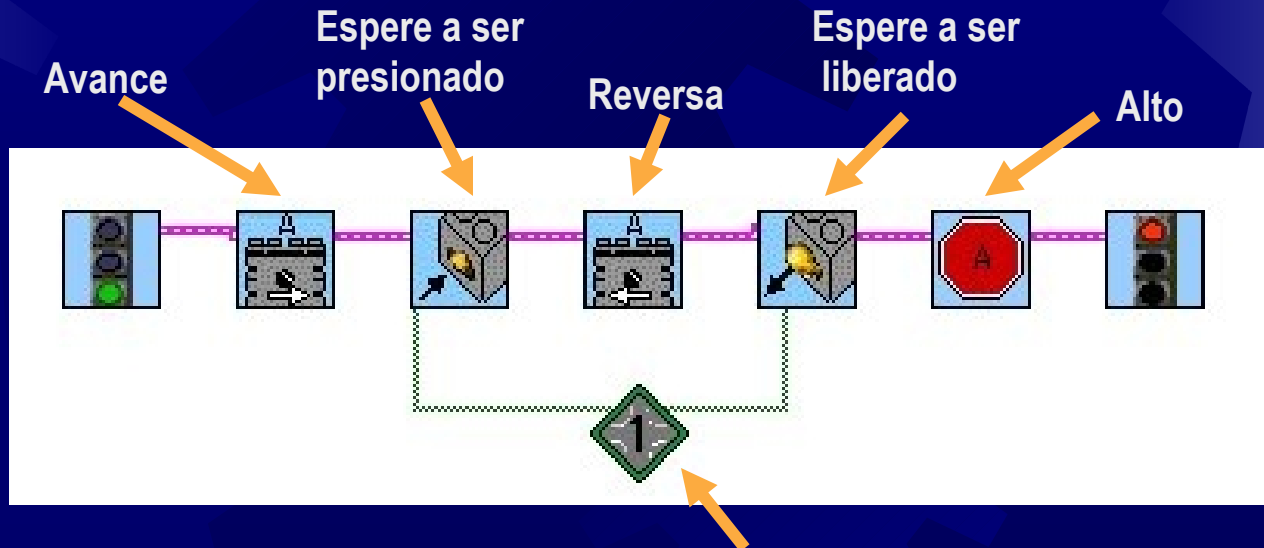 Espere a ser
presionado
Espere a ser
liberado
Avance
Reversa
Alto
A
A
A
1